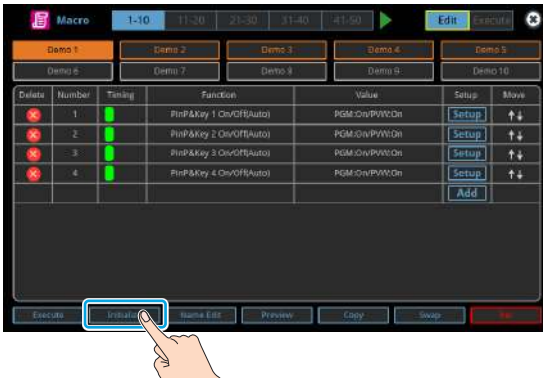 Macro 1-10 11-20 21-30 31-40 41-50 Edit Execute
Demo 1 Demo 2 Demo 3 Demo 4 Demo 5
Demo 6 Demo 7 Demo 8 Demo 9 Demo 10
Delete Number Timing Function Value Setup Move
1 PinP&Key 1 On/Off(Auto) PGM:On/PVW:On Setup
2 PinP&Key 2 On/Off(Auto) PGM:On/PVW:On Setup
3 PinP&Key 3 On/Off(Auto) PGM:On/PVW:On Setup
4 PinP&Key 4 On/Off(Auto) PGM:On/PVW:On Setup
Add
Execute Name Edit Preview Copy Swap